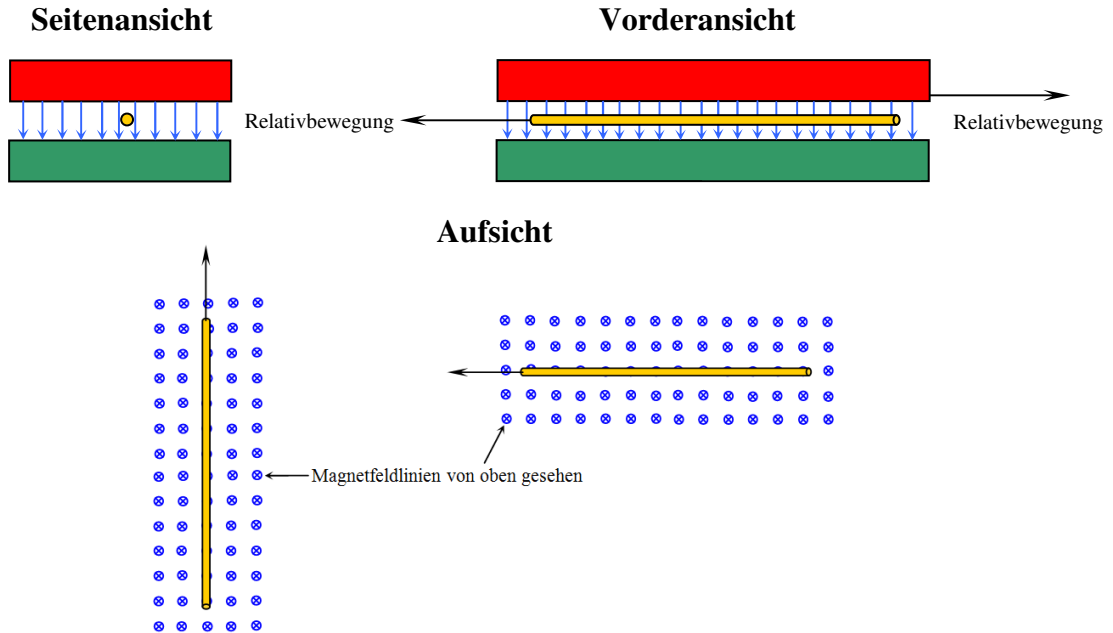 Seitenansicht
Vorderansicht
Relativbewegung
Relativbewegung
Aufsicht
Magnetfeldlinien von oben gesehen